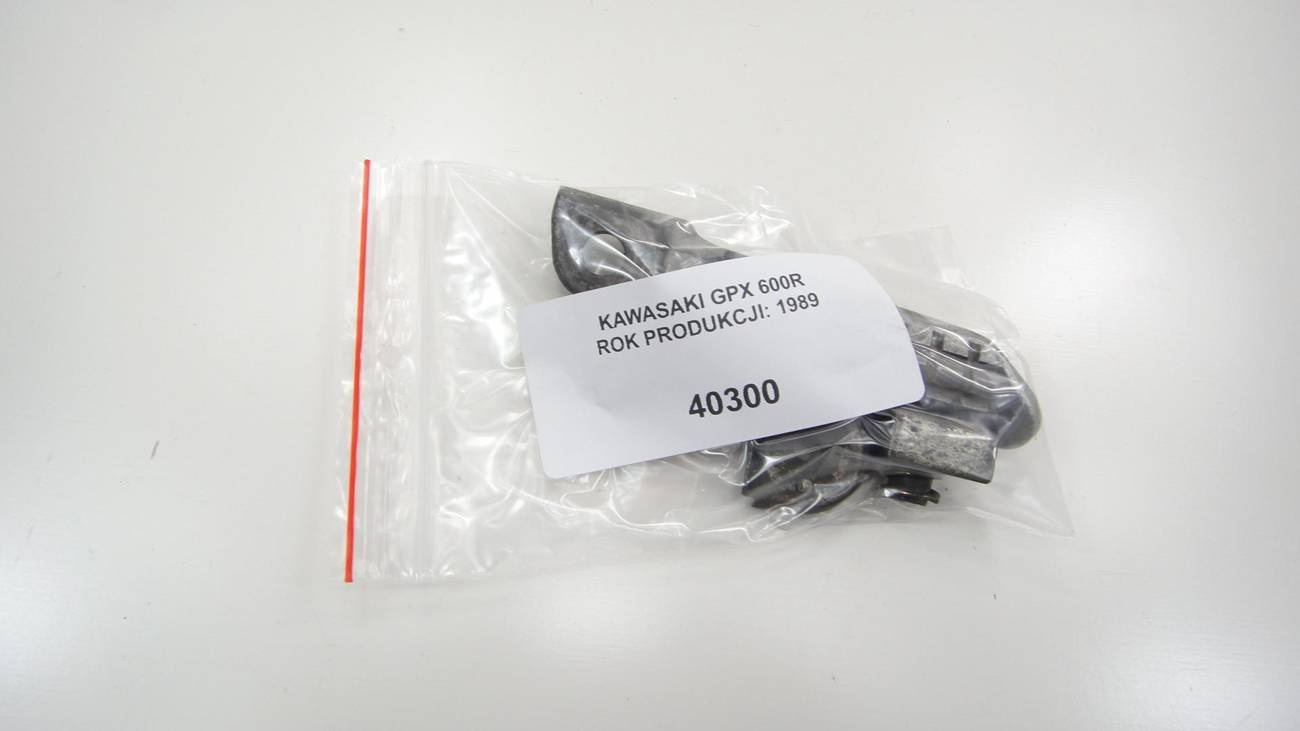 KAWASAKI GPX 600R
ROK PRODUKCJI: 1989
40300